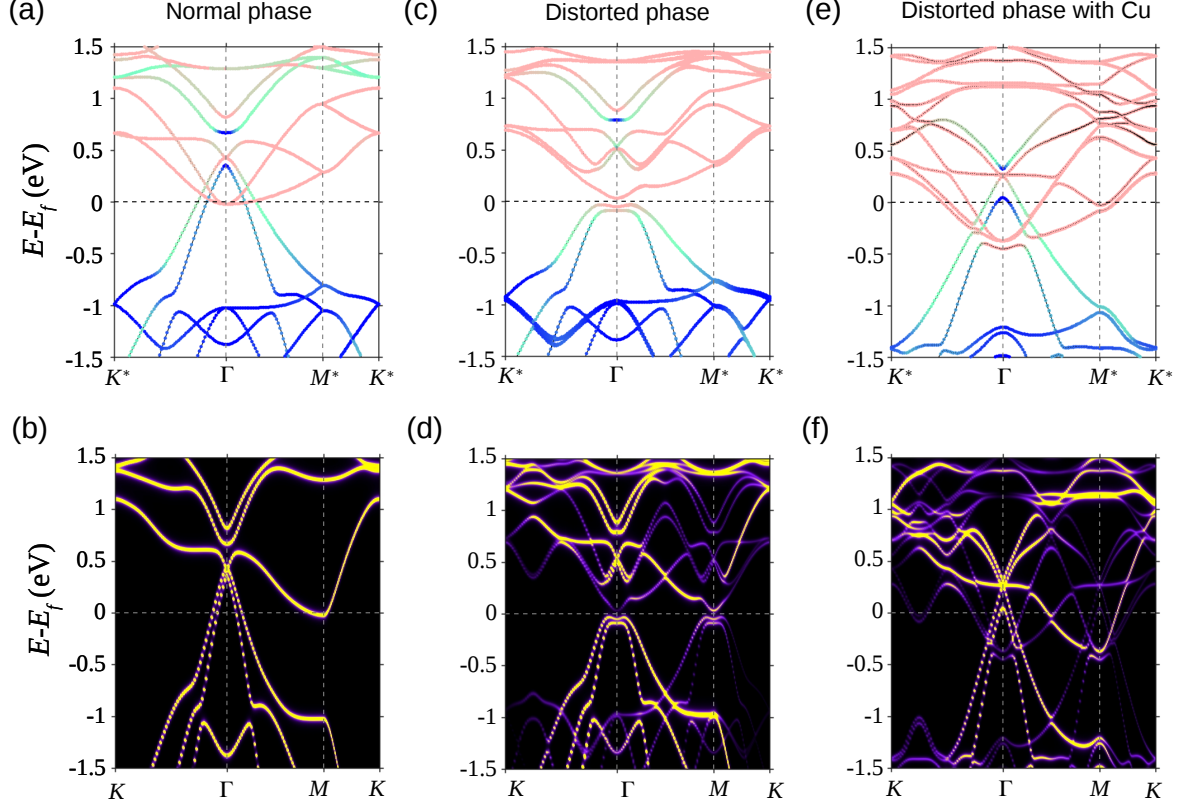 (a) Normal phase (c) Distorted phase (e) Distorted phase with Cu
1.5 1.5 1.5
1 1 1
0.5 0.5 0.5
E-E_f (eV)
0 0 0
-0.5 -0.5 -0.5
-1 -1 -1
-1.5 -1.5 -1.5
K* Γ M* K* K* Γ M* K* K* Γ M* K*
(b) (d) (f)
1.5 1.5 1.5
1 1 1
0.5 0.5 0.5
E-E_f (eV)
0 0 0
-0.5 -0.5 -0.5
-1 -1 -1
-1.5 -1.5 -1.5
K Γ M K K Γ M K K Γ M K